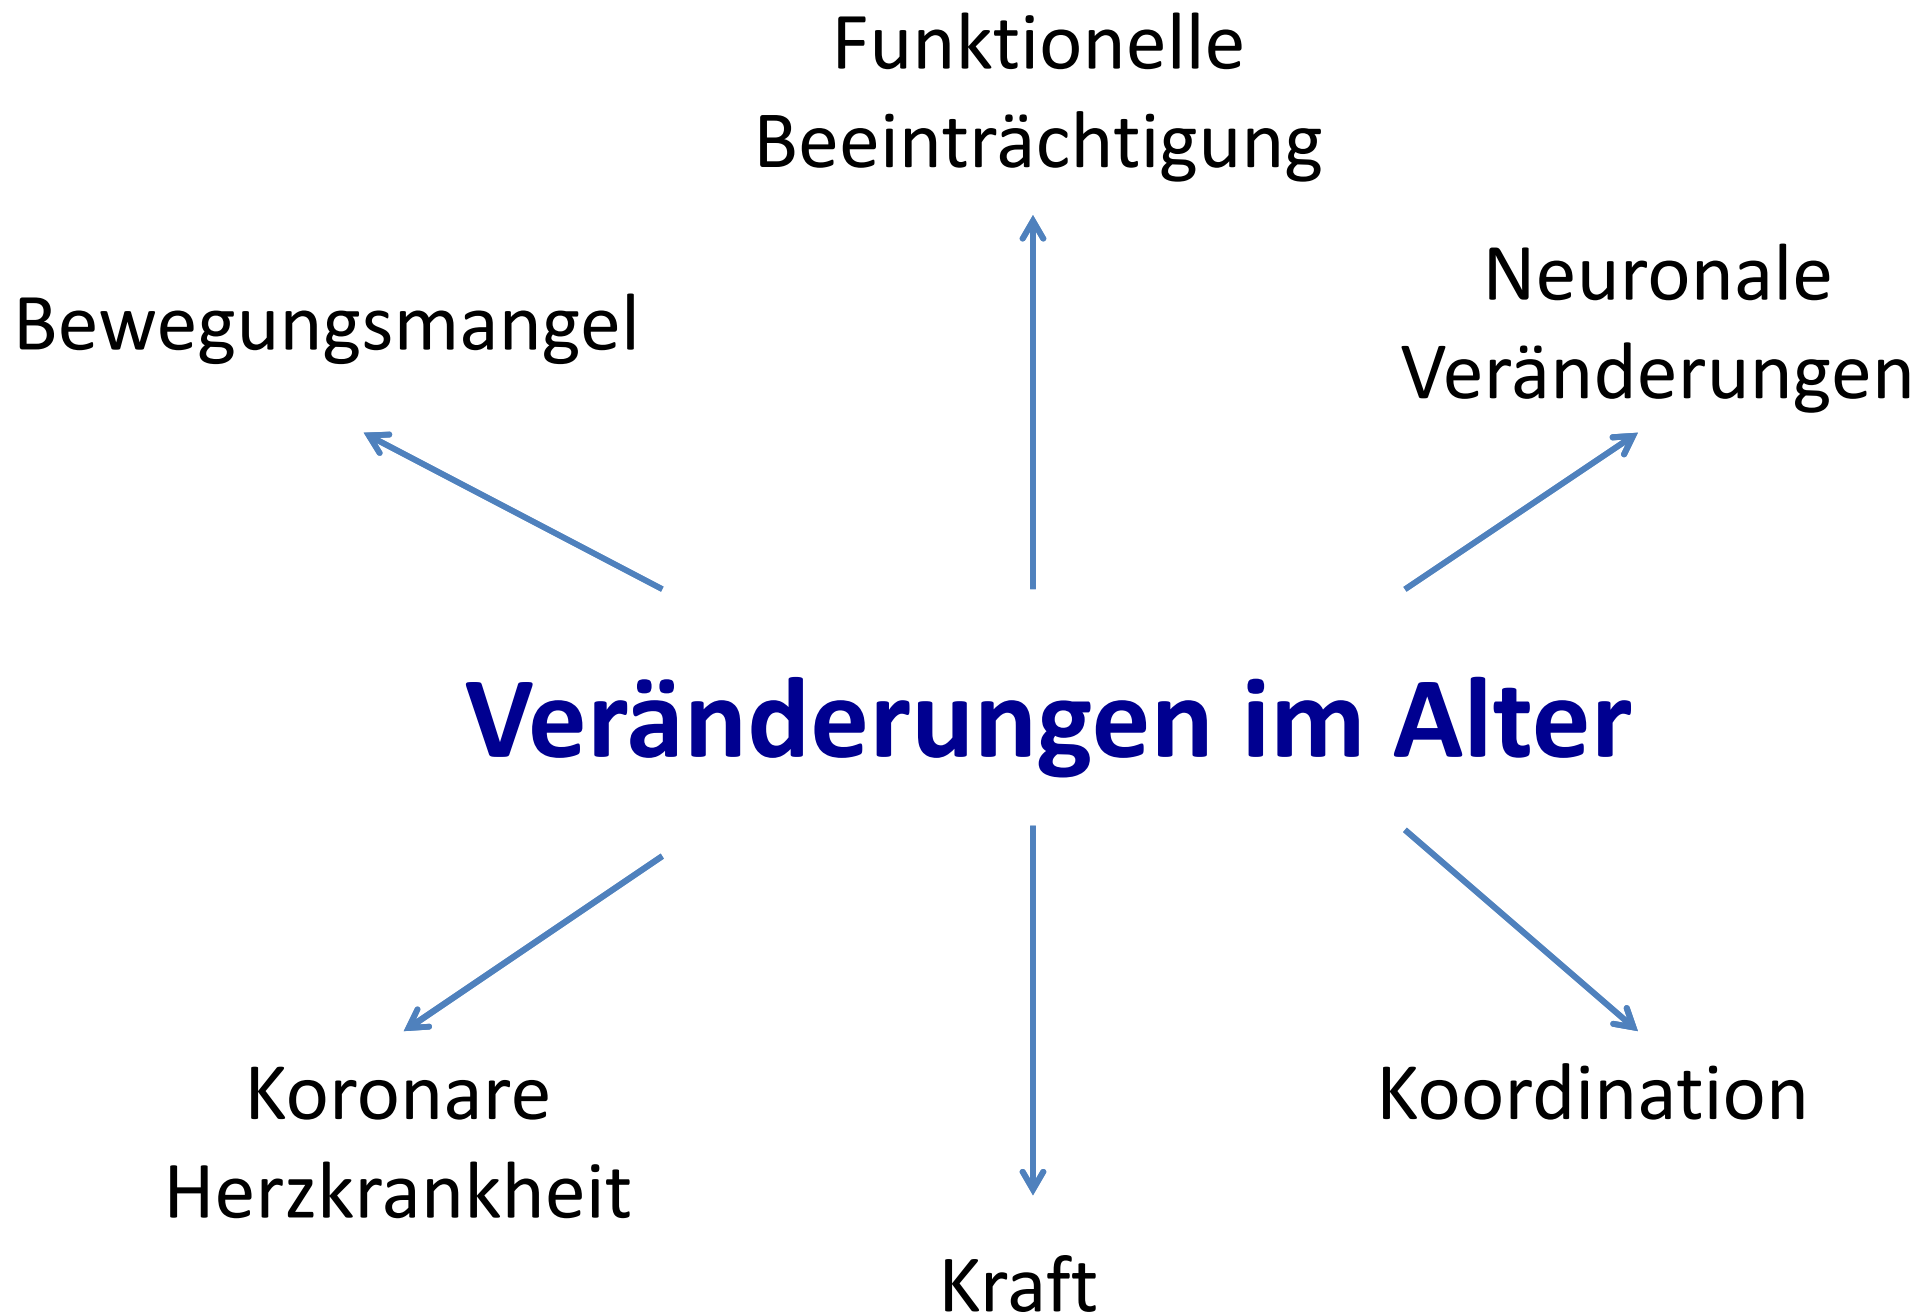 Funktionelle
Beeinträchtigung
Neuronale
Veränderungen
Bewegungsmangel
Veränderungen im Alter
Koronare
Herzkrankheit
Koordination
Kraft